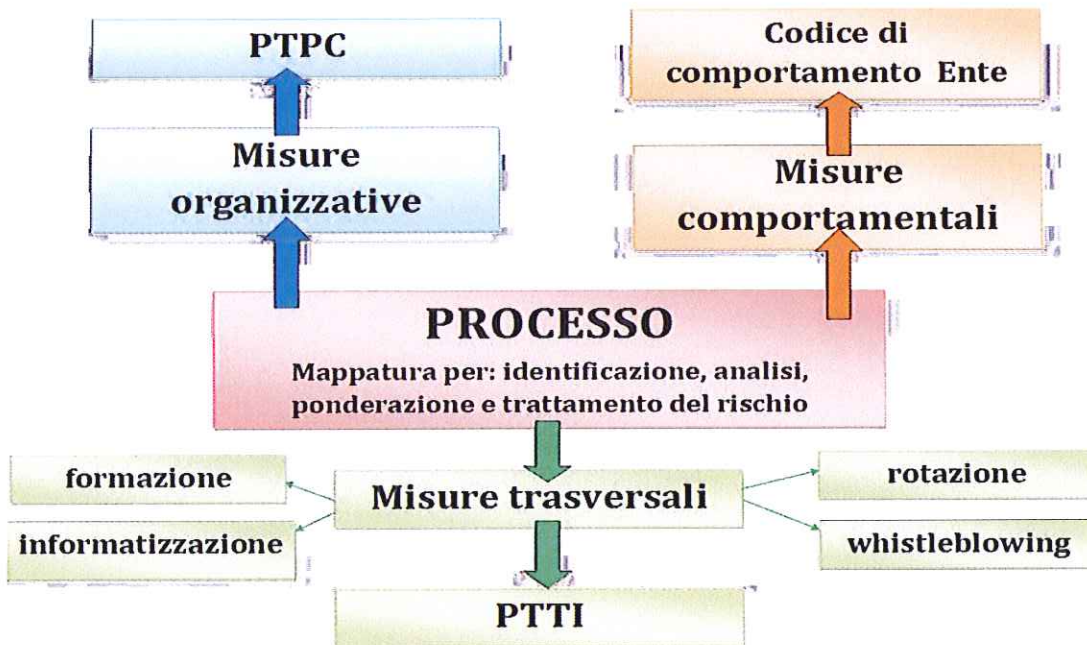 PTPC
Codice di
comportamento Ente
Misure
organizzative
Misure
comportamentali
PROCESSO
Mappatura per: identificazione, analisi,
ponderazione e trattamento del rischio
formazione
Misure trasversali
rotazione
informatizzazione
whistleblowing
PTTI